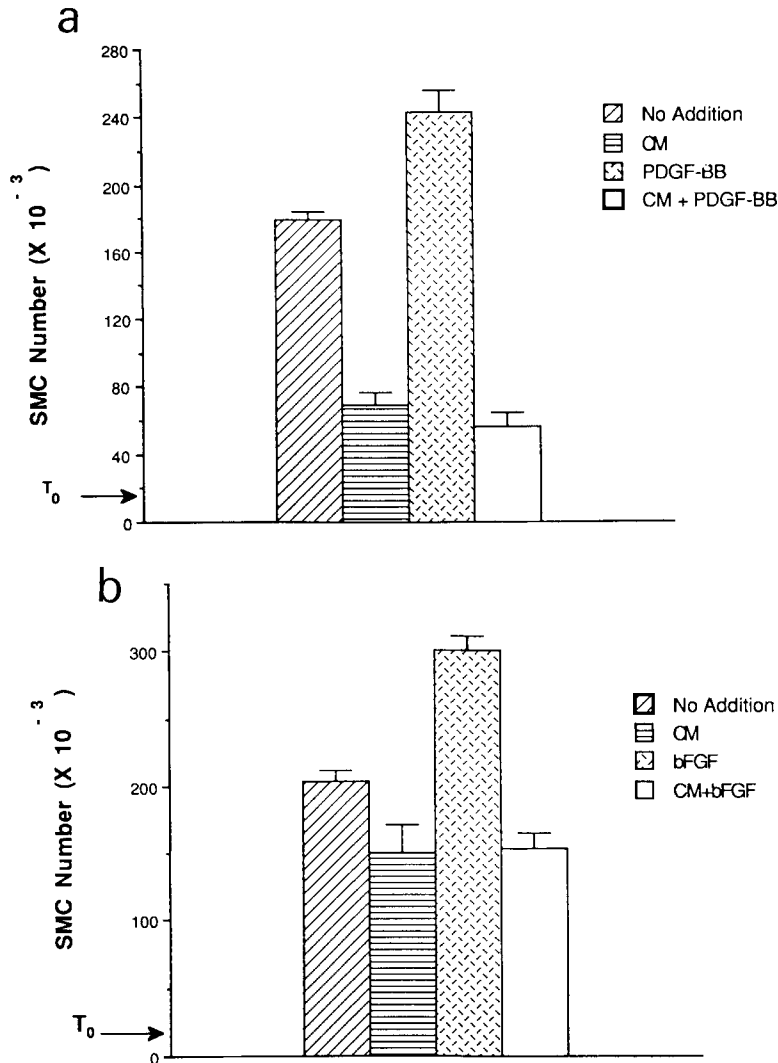 a
280
240
200
160
120
80
40
0
SMC Number (X 10⁻³)
T₀
No Addition
CM
PDGF-BB
CM + PDGF-BB
b
300
200
100
0
SMC Number (X 10⁻³)
T₀
No Addition
CM
bFGF
CM+bFGF